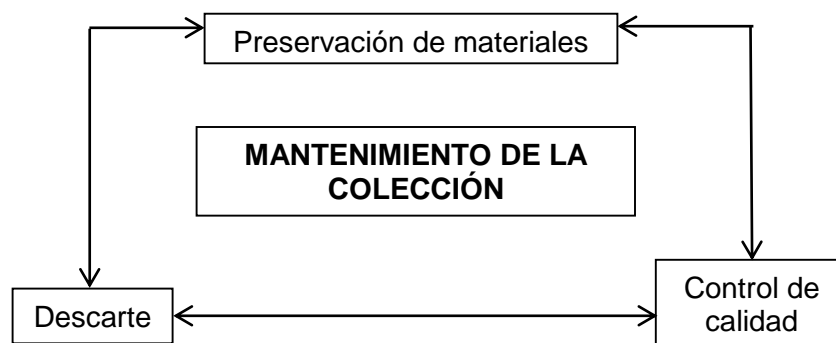 Preservación de materiales
MANTENIMIENTO DE LA
COLECCIÓN
Descarte
Control de
calidad